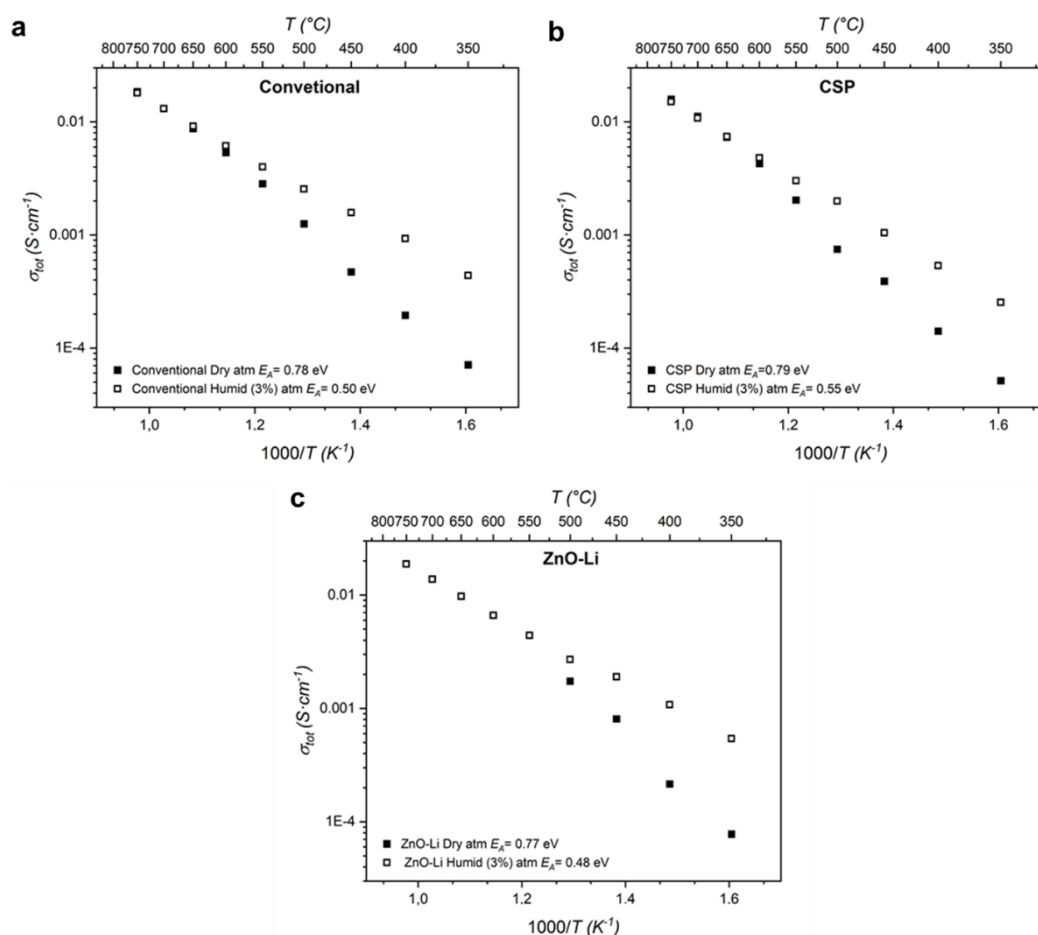 a
T (°C)
800 750 700 650 600 550 500 450 400 350
Convetional
0.01
0.001
1E-4
σtot (S·cm⁻¹)
Conventional Dry atm EA= 0.78 eV
Conventional Humid (3%) atm EA= 0.50 eV
1,0 1.2 1.4 1.6
1000/T (K⁻¹)
b
T (°C)
800 750 700 650 600 550 500 450 400 350
CSP
0.01
0.001
1E-4
σtot (S·cm⁻¹)
CSP Dry atm EA=0.79 eV
CSP Humid (3%) atm EA= 0.55 eV
1,0 1.2 1.4 1.6
1000/T (K⁻¹)
c
T (°C)
800 750 700 650 600 550 500 450 400 350
ZnO-Li
0.01
0.001
1E-4
σtot (S·cm⁻¹)
ZnO-Li Dry atm EA= 0.77 eV
ZnO-Li Humid (3%) atm EA= 0.48 eV
1,0 1.2 1.4 1.6
1000/T (K⁻¹)